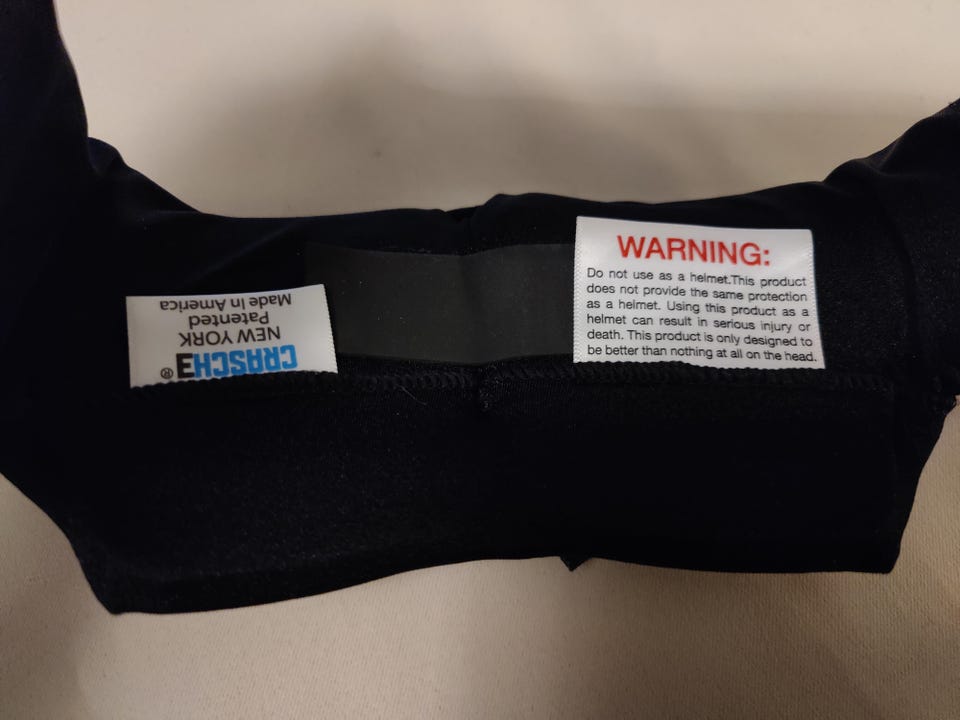 CRASCHE®
NEW YORK
Patented
Made In America
WARNING:
Do not use as a helmet.This product
does not provide the same protection
as a helmet. Using this product as a
helmet can result in serious injury or
death. This product is only designed to
be better than nothing at all on the head.